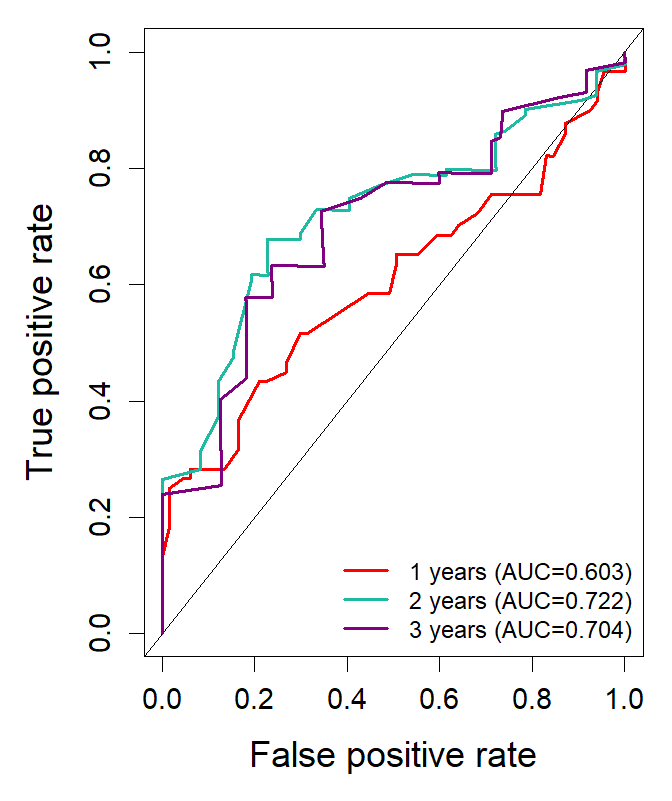 True positive rate
1.0
0.8
0.6
0.4
0.2
0.0
1 years (AUC=0.603)
2 years (AUC=0.722)
3 years (AUC=0.704)
0.0 0.2 0.4 0.6 0.8 1.0
False positive rate